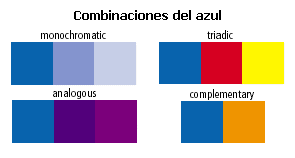 Combinaciones del azul
monochromatic
triadic
analogous
complementary